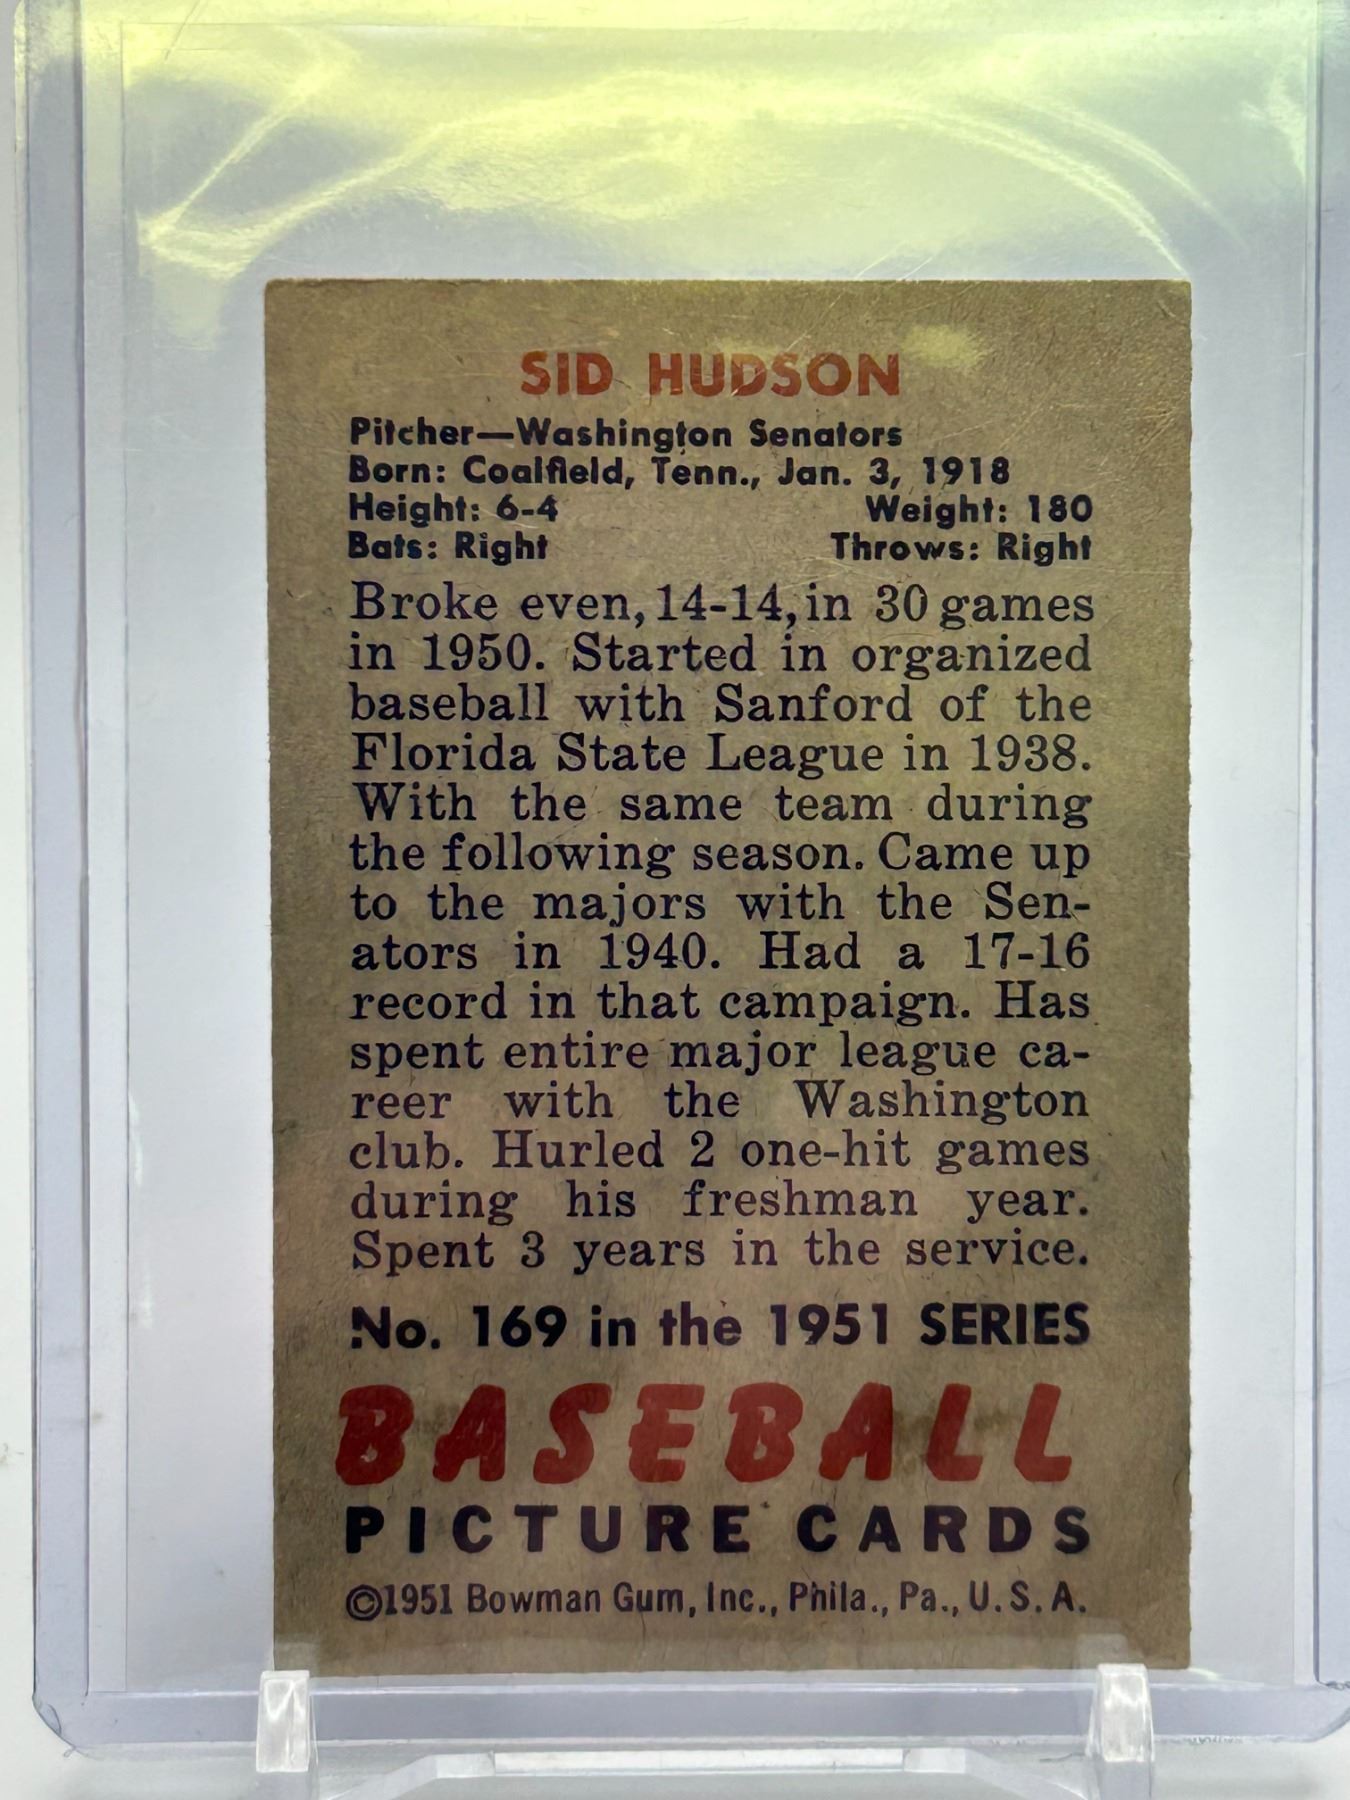 SID HUDSON
Pitcher—Washington Senators
Born: Coalfield, Tenn., Jan. 3, 1918
Height: 6-4 Weight: 180
Bats: Right Throws: Right
Broke even, 14-14, in 30 games
in 1950. Started in organized
baseball with Sanford of the
Florida State League in 1938.
With the same team during
the following season. Came up
to the majors with the Sen-
ators in 1940. Had a 17-16
record in that campaign. Has
spent entire major league ca-
reer with the Washington
club. Hurled 2 one-hit games
during his freshman year.
Spent 3 years in the service.
No. 169 in the 1951 SERIES
BASEBALL
PICTURE CARDS
©1951 Bowman Gum, Inc., Phila., Pa., U.S.A.